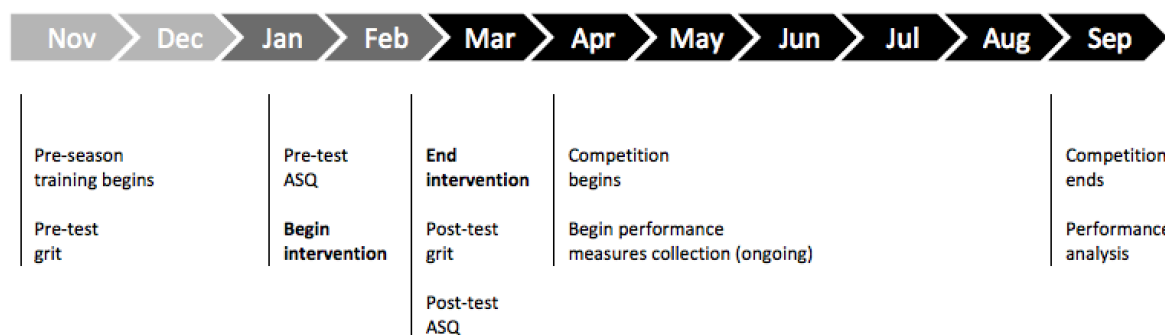 Nov Dec Jan Feb Mar Apr May Jun Jul Aug Sep
Pre-season
training begins
Pre-test
grit
Pre-test
ASQ
Begin
intervention
End
intervention
Post-test
grit
Post-test
ASQ
Competition
begins
Begin performance
measures collection (ongoing)
Competition
ends
Performance
analysis